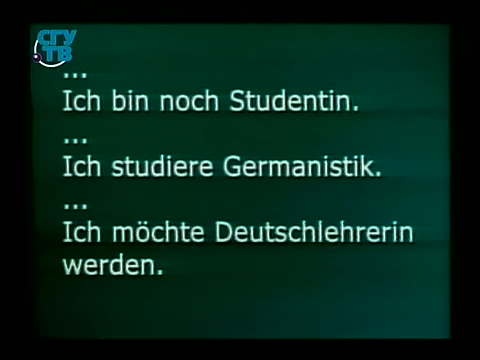 СГУ
ТВ
...
Ich bin noch Studentin.
...
Ich studiere Germanistik.
...
Ich möchte Deutschlehrerin
werden.